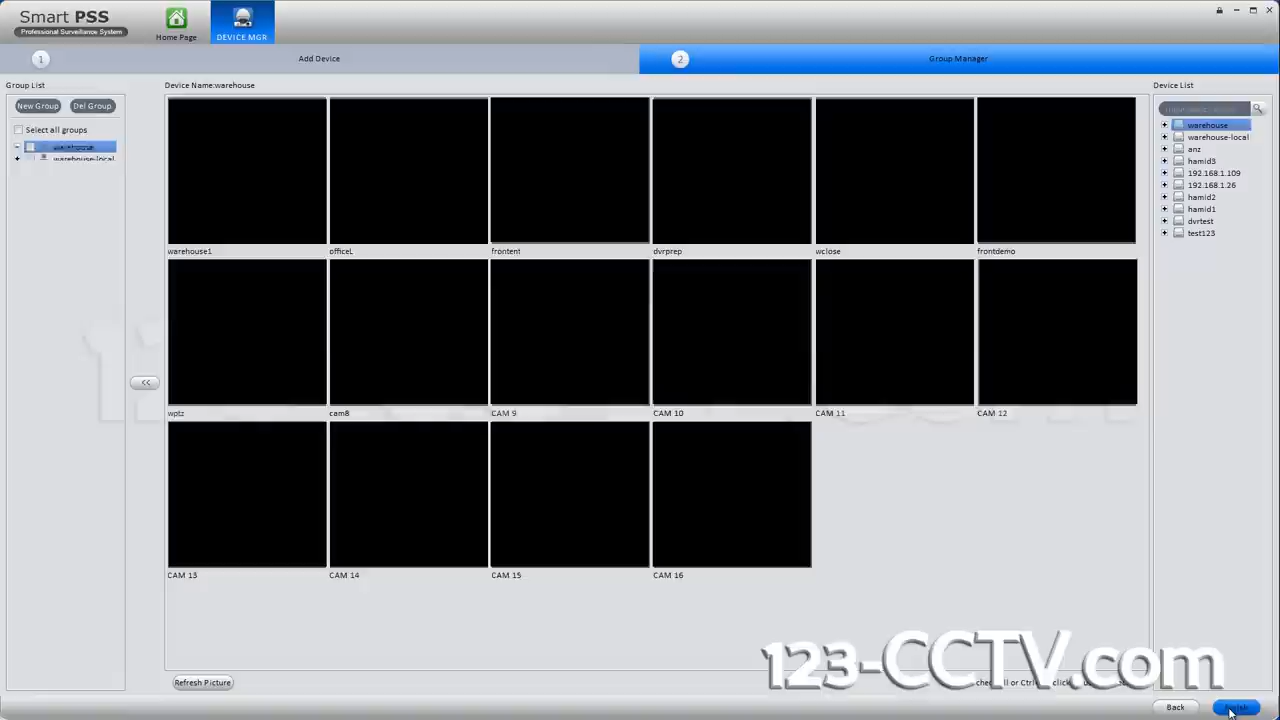 Smart PSS
Professional Surveillance System
Home Page
DEVICE MGR
1
Add Device
2
Group Manager
Group List
New Group
Del Group
Select all groups
warehouse
warehouse-local
Device Name:warehouse
warehouse1
officeL
frontent
dvrprep
wclose
frontdemo
wptz
cam8
CAM 9
CAM 10
CAM 11
CAM 12
CAM 13
CAM 14
CAM 15
CAM 16
<<
Refresh Picture
Device List
warehouse
warehouse-local
anz
hamid3
192.168.1.109
192.168.1.26
hamid2
hamid1
dvrtest
test123
123-CCTV.com
Back